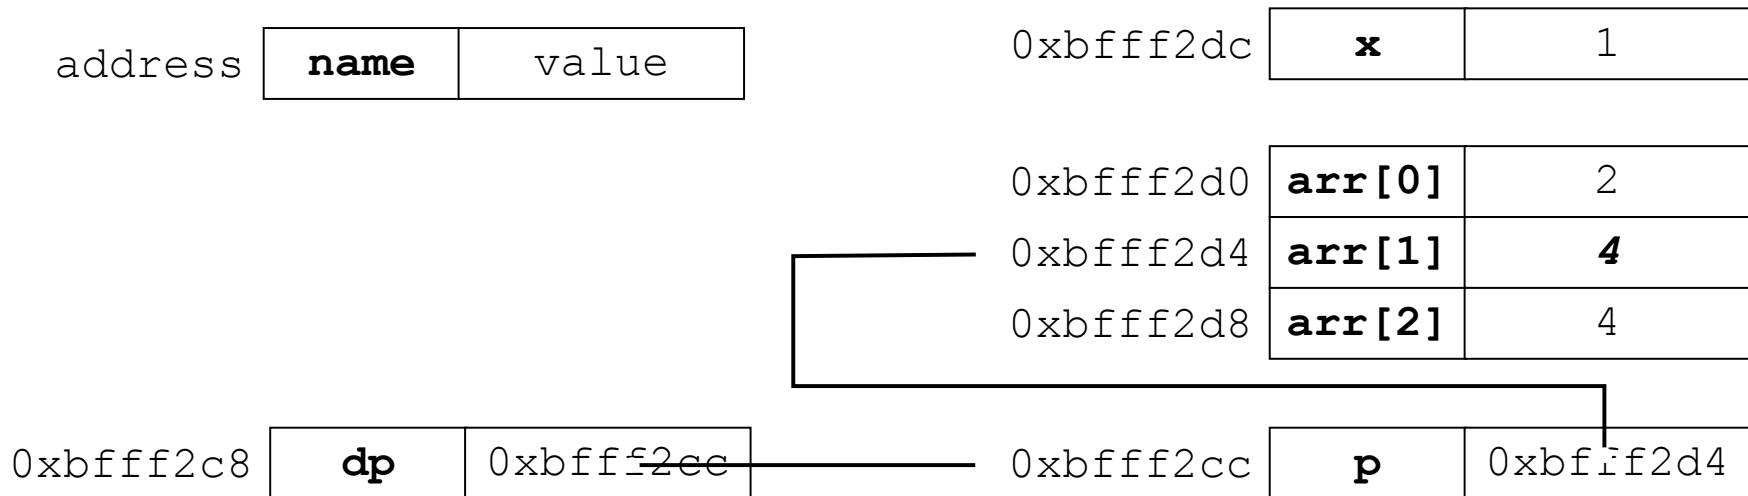 address name value
0xbfff2dc x 1
0xbfff2d0 arr[0] 2
0xbfff2d4 arr[1] 4
0xbfff2d8 arr[2] 4
0xbfff2c8 dp 0xbfff2cc
0xbfff2cc p 0xbfff2d4